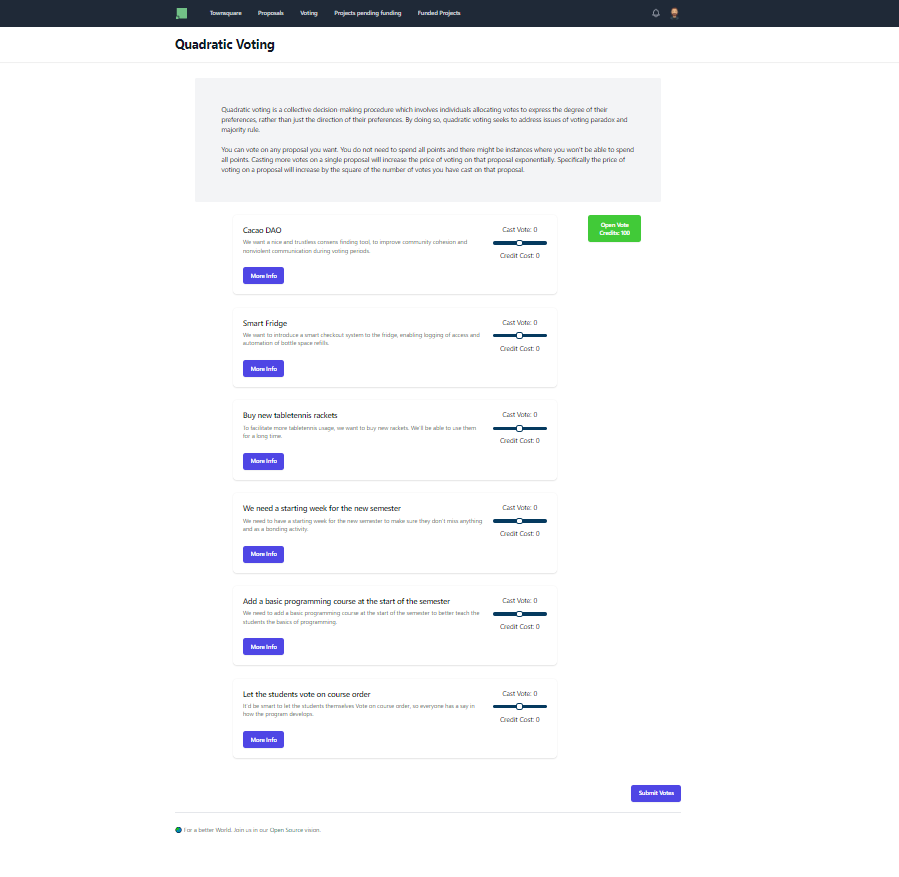 Townsquare Proposals Voting Projects pending funding Funded Projects
Quadratic Voting
Quadratic voting is a collective decision-making procedure which involves individuals allocating votes to express the degree of their
preferences, rather than just the direction of their preferences. By doing so, quadratic voting seeks to address issues of voting paradox and
majority rule.
You can vote on any proposal you want. You do not need to spend all points and there might be instances where you won't be able to spend
all points. Casting more votes on a single proposal will increase the price of voting on that proposal exponentially. Specifically the price of
voting on a proposal will increase by the square of the number of votes you have cast on that proposal.
Open Vote
Credits: 100
Cacao DAO
We want a nice and trustless consens finding tool, to improve community cohesion and
nonviolent communication during voting periods.
More Info
Cast Vote: 0
Credit Cost: 0
Smart Fridge
We want to introduce a smart checkout system to the fridge, enabling logging of access and
automation of bottle space refills.
More Info
Cast Vote: 0
Credit Cost: 0
Buy new tabletennis rackets
To facilitate more tabletennis usage, we want to buy new rackets. We'll be able to use them
for a long time.
More Info
Cast Vote: 0
Credit Cost: 0
We need a starting week for the new semester
We need to have a starting week for the new semester to make sure they don't miss anything
and as a bonding activity.
More Info
Cast Vote: 0
Credit Cost: 0
Add a basic programming course at the start of the semester
We need to add a basic programming course at the start of the semester to better teach the
students the basics of programming.
More Info
Cast Vote: 0
Credit Cost: 0
Let the students vote on course order
It'd be smart to let the students themselves Vote on course order, so everyone has a say in
how the program develops.
More Info
Cast Vote: 0
Credit Cost: 0
Submit Votes
For a better World. Join us in our Open Source vision.